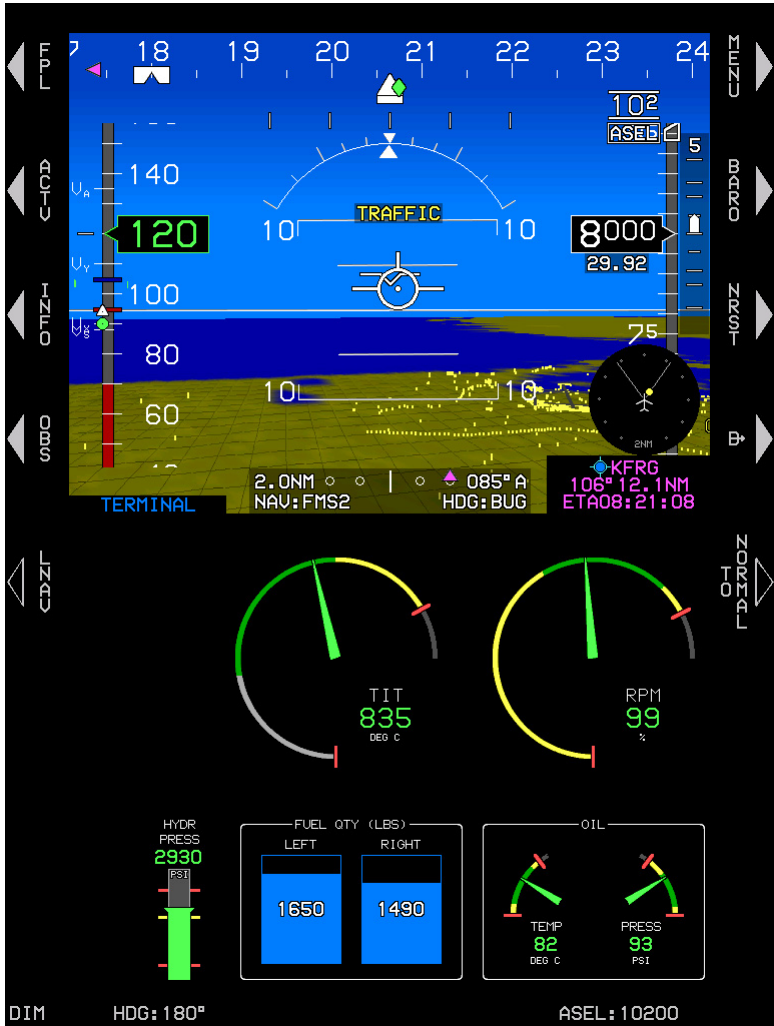 FPL
MENU
17 18 19 20 21 22 23 24
10²
ASEL
5
ACTV
BARO
140
VA
TRAFFIC
120
10 10
8000
29.92
VY
INFO
NRST
100
75
80
OBS
10 10
60
2NM
2.0NM 085° A
NAV:FMS2 HDG:BUG
TERMINAL
KFRG
106° 12.1NM
ETA08:21:08
LNAV
TO NORMAL
TIT
835
DEG C
RPM
99
%
HYDR
PRESS
2930
PSI
FUEL QTY (LBS)
LEFT RIGHT
1650 1490
OIL
TEMP PRESS
82 93
DEG C PSI
DIM HDG:180° ASEL:10200